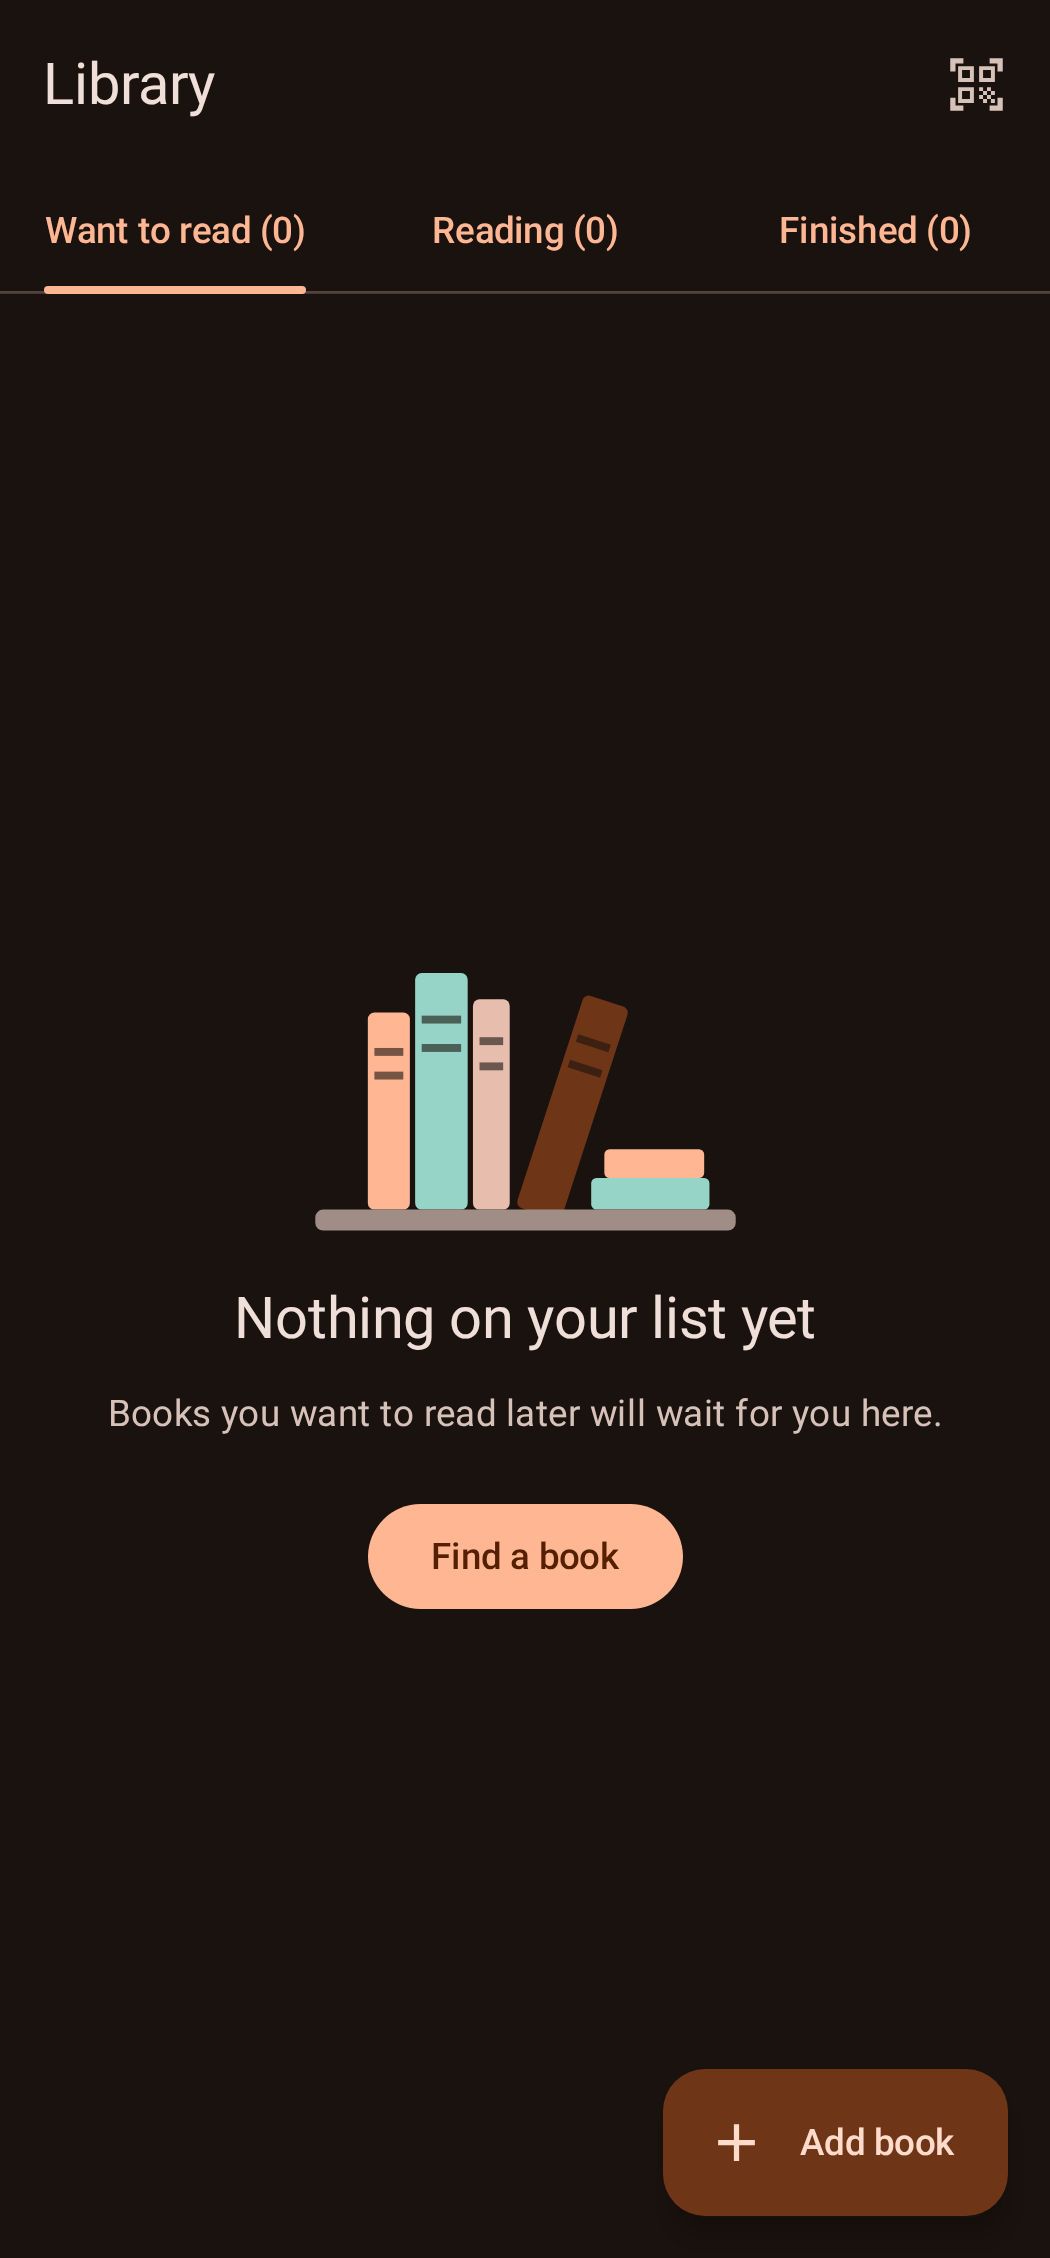 Library
Want to read (0)
Reading (0)
Finished (0)
Nothing on your list yet
Books you want to read later will wait for you here.
Find a book
Add book